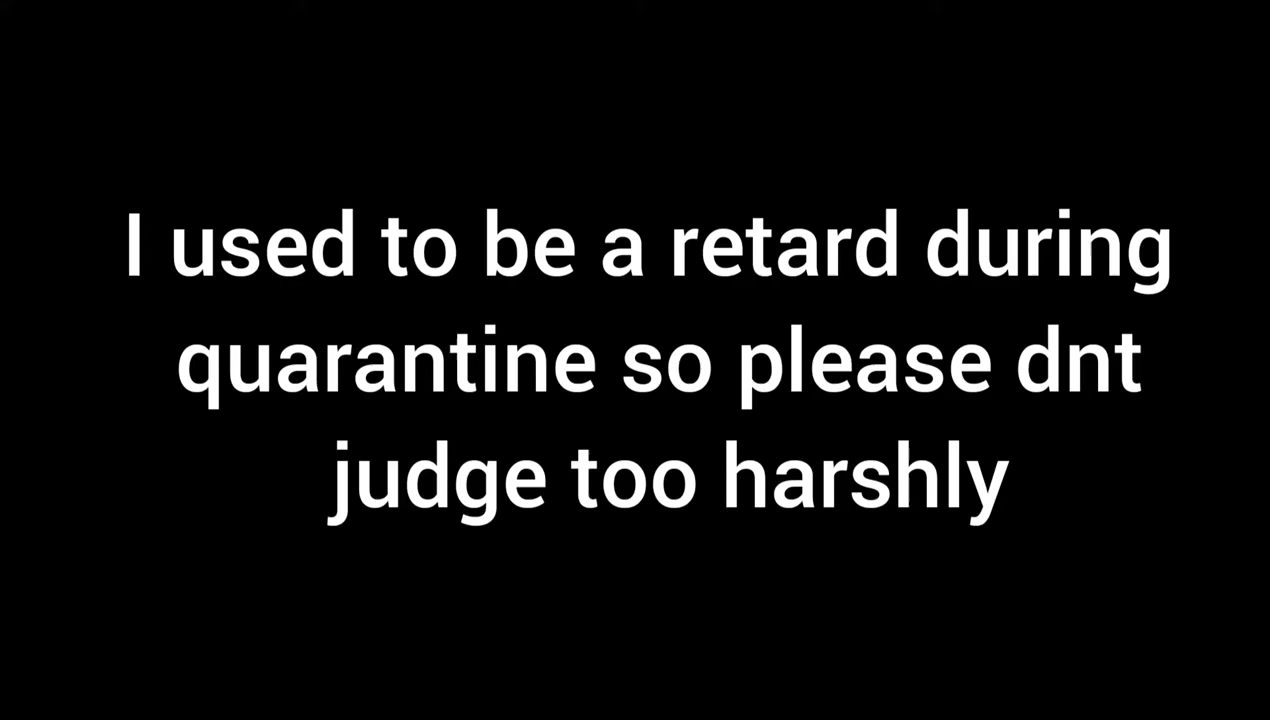 I used to be a retard during
quarantine so please dnt
judge too harshly